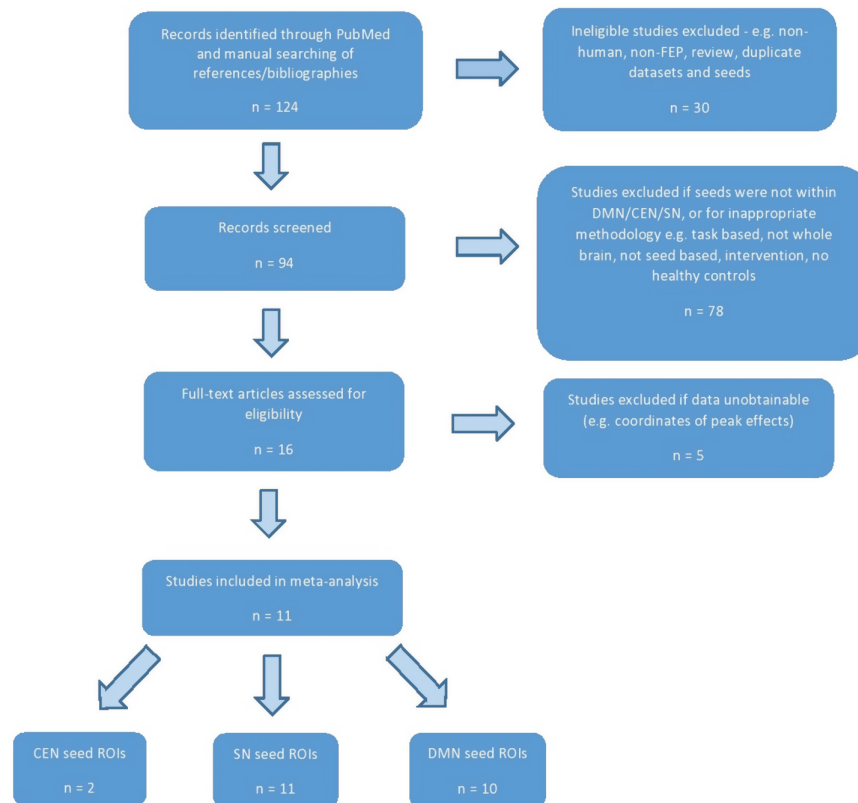 Records identified through PubMed
and manual searching of
references/bibliographies
n = 124
Ineligible studies excluded - e.g. non-
human, non-FEP, review, duplicate
datasets and seeds
n = 30
Records screened
n = 94
Studies excluded if seeds were not within
DMN/CEN/SN, or for inappropriate
methodology e.g. task based, not whole
brain, not seed based, intervention, no
healthy controls
n = 78
Full-text articles assessed for
eligibility
n = 16
Studies excluded if data unobtainable
(e.g. coordinates of peak effects)
n = 5
Studies included in meta-analysis
n = 11
CEN seed ROIs
n = 2
SN seed ROIs
n = 11
DMN seed ROIs
n = 10